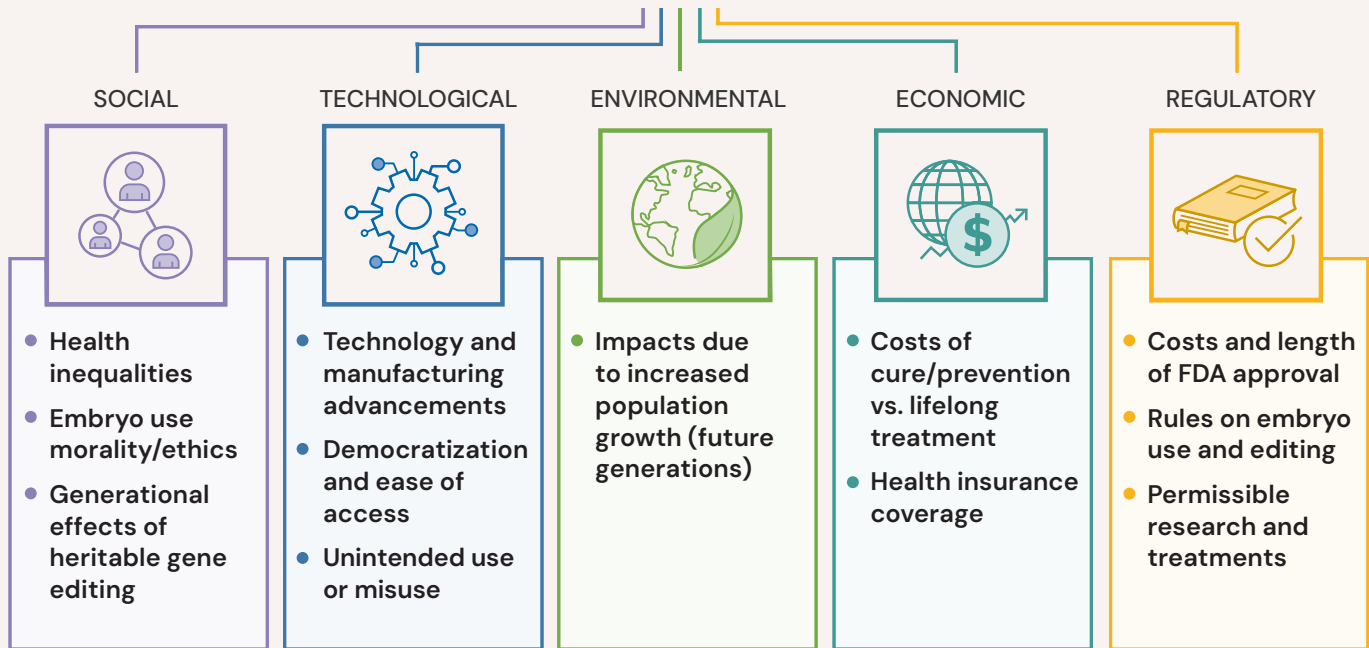 SOCIAL
Health
inequalities
Embryo use
morality/ethics
Generational
effects of
heritable gene
editing
TECHNOLOGICAL
Technology and
manufacturing
advancements
Democratization
and ease of
access
Unintended use
or misuse
ENVIRONMENTAL
Impacts due
to increased
population
growth (future
generations)
ECONOMIC
$
Costs of
cure/prevention
vs. lifelong
treatment
Health insurance
coverage
REGULATORY
Costs and length
of FDA approval
Rules on embryo
use and editing
Permissible
research and
treatments